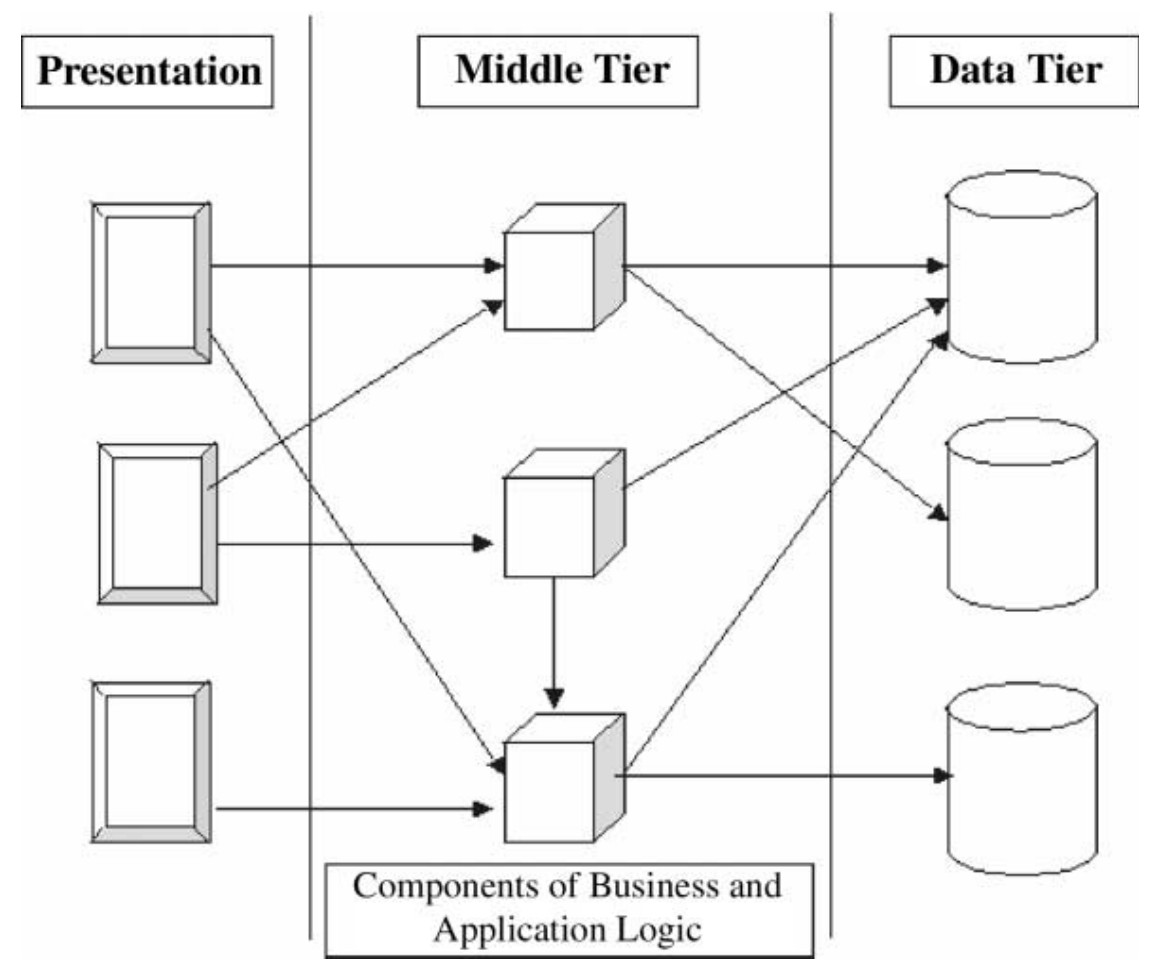 Presentation
Middle Tier
Data Tier
Components of Business and
Application Logic